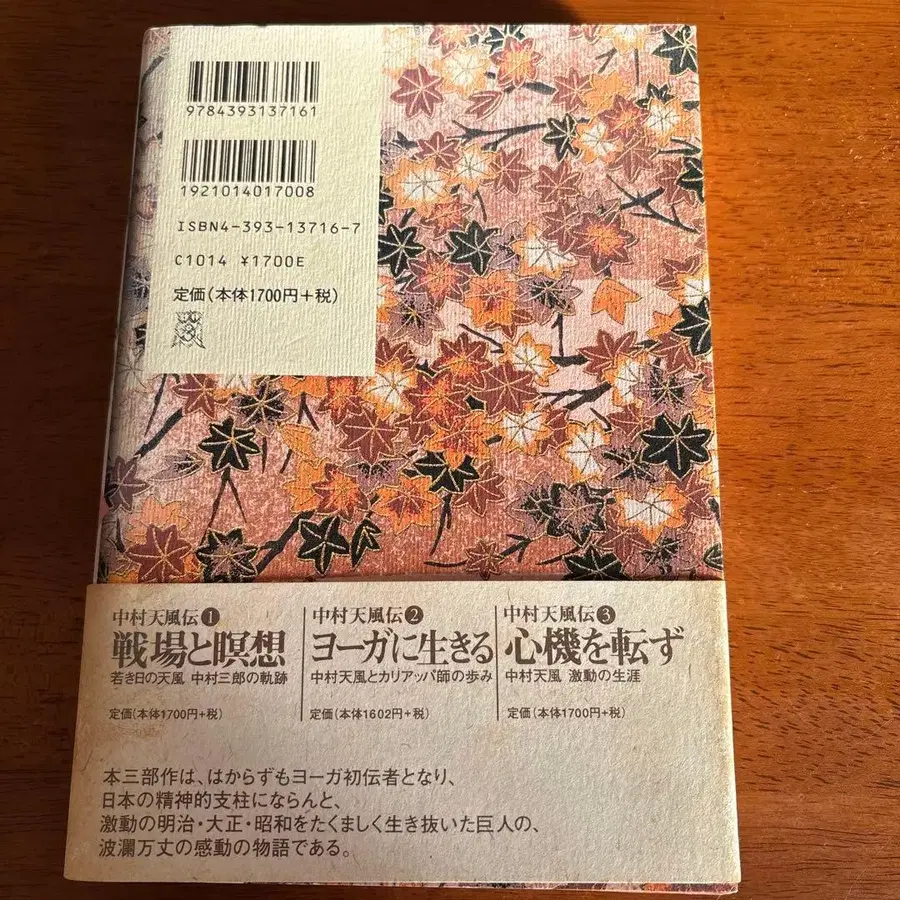 9784393137161
1921014017008
ISBN4-393-13716-7
C1014 ¥1700E
定価(本体1700円+税)
中村天風伝❶
戦場と瞑想
若き日の天風 中村三郎の軌跡
定価(本体1700円+税)
中村天風伝❷
ヨーガに生きる
中村天風とカリアッパ師の歩み
定価(本体1602円+税)
中村天風伝❸
心機を転ず
中村天風 激動の生涯
定価(本体1700円+税)
本三部作は、はからずもヨーガ初伝者となり、
日本の精神的支柱にならんと、
激動の明治・大正・昭和をたくましく生き抜いた巨人の、
波瀾万丈の感動の物語である。